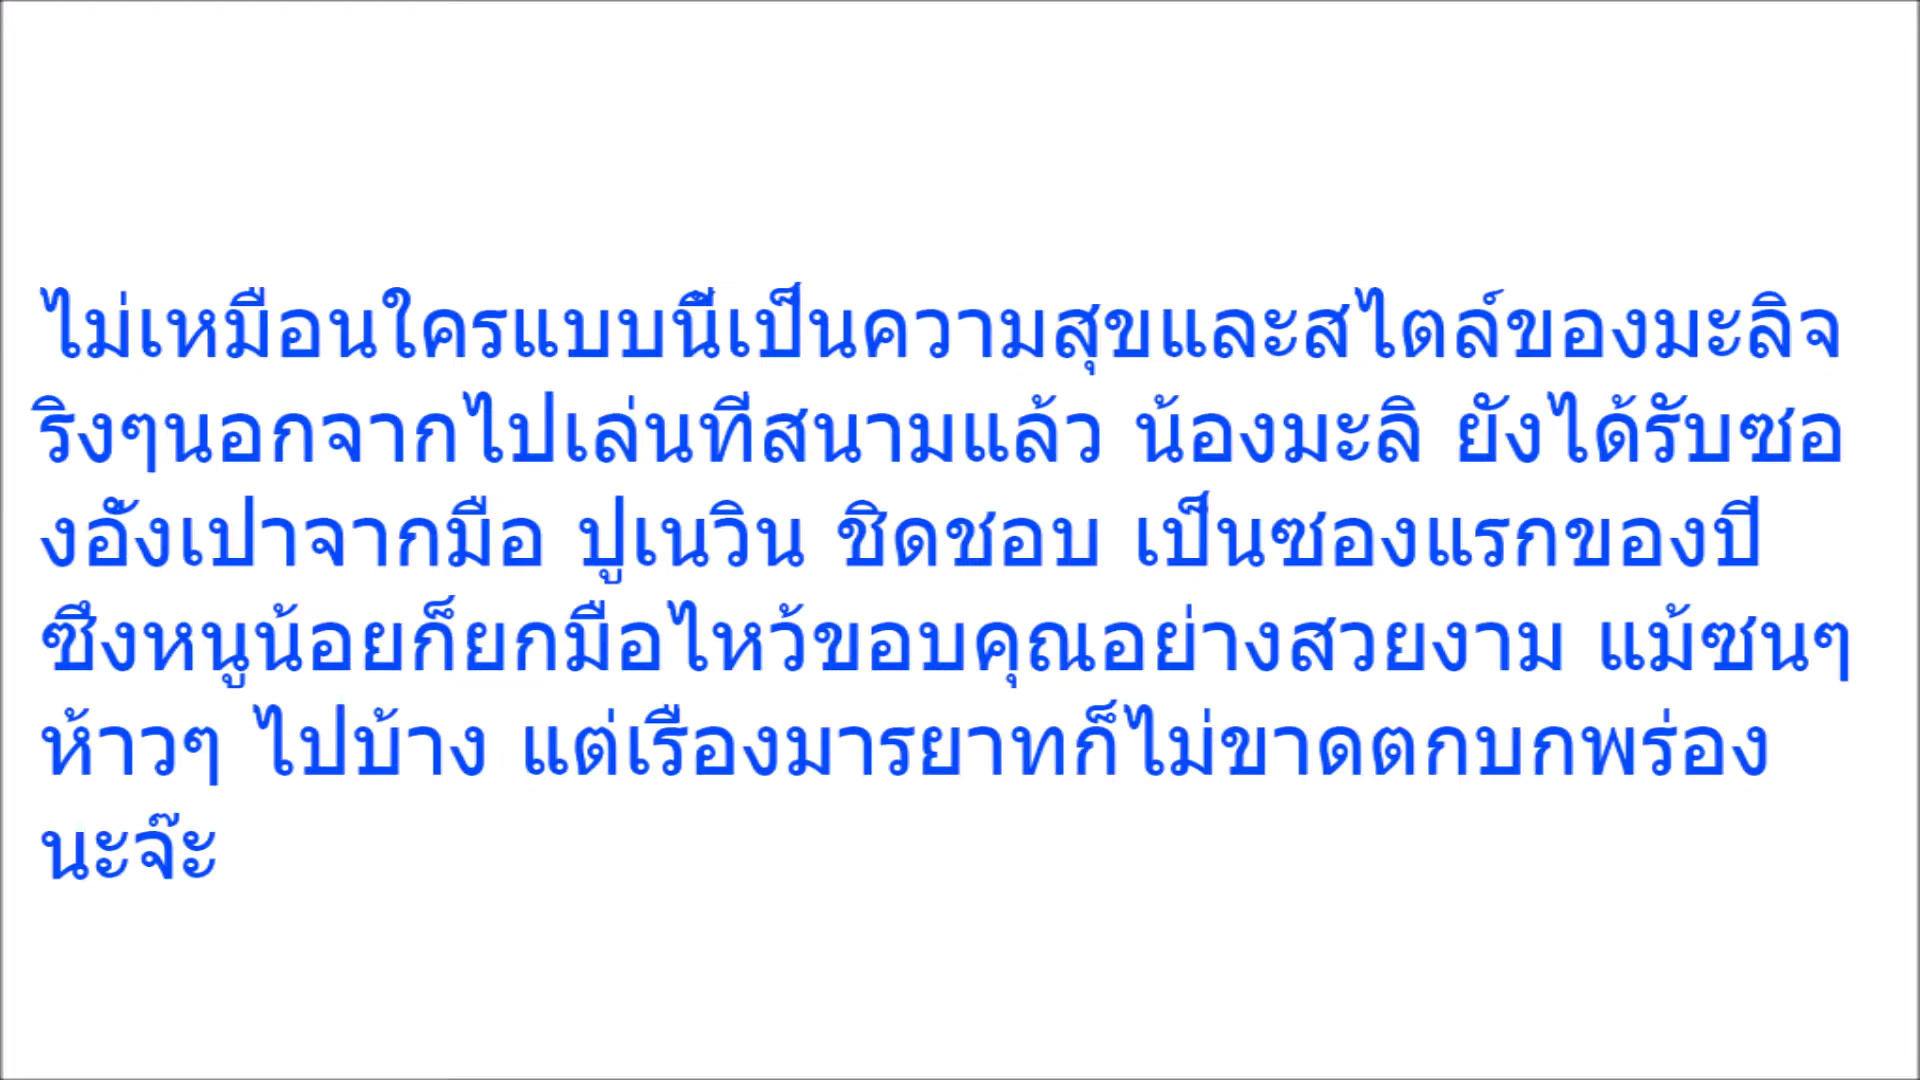 ไม่เหมือนใครแบบนี้เป็นความสุขและสไตล์ของมะลิจ
ริงๆนอกจากไปเล่นที่สนามแล้ว น้องมะลิ ยังได้รับซอ
งอั่งเปาจากมือ ปู่เนวิน ชิดชอบ เป็นซองแรกของปี
ซึ่งหนูน้อยก็ยกมือไหว้ขอบคุณอย่างสวยงาม แม้ซนๆ
ห้าวๆ ไปบ้าง แต่เรื่องมารยาทก็ไม่ขาดตกบกพร่อง
นะจ๊ะ